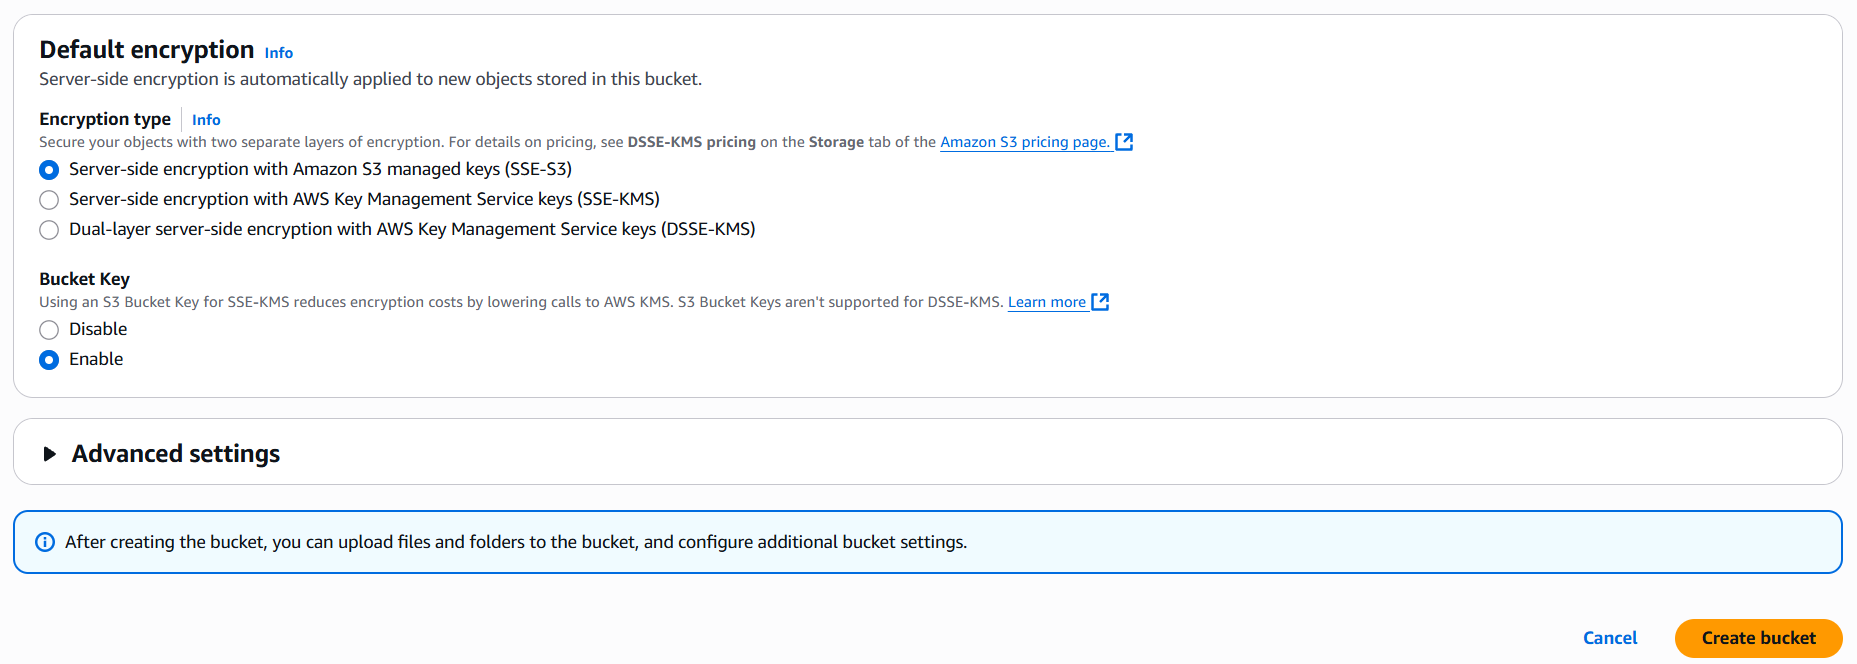 Default encryption Info
Server-side encryption is automatically applied to new objects stored in this bucket.
Encryption type Info
Secure your objects with two separate layers of encryption. For details on pricing, see DSSE-KMS pricing on the Storage tab of the Amazon S3 pricing page.
Server-side encryption with Amazon S3 managed keys (SSE-S3)
Server-side encryption with AWS Key Management Service keys (SSE-KMS)
Dual-layer server-side encryption with AWS Key Management Service keys (DSSE-KMS)
Bucket Key
Using an S3 Bucket Key for SSE-KMS reduces encryption costs by lowering calls to AWS KMS. S3 Bucket Keys aren't supported for DSSE-KMS. Learn more
Disable
Enable
Advanced settings
After creating the bucket, you can upload files and folders to the bucket, and configure additional bucket settings.
Cancel Create bucket